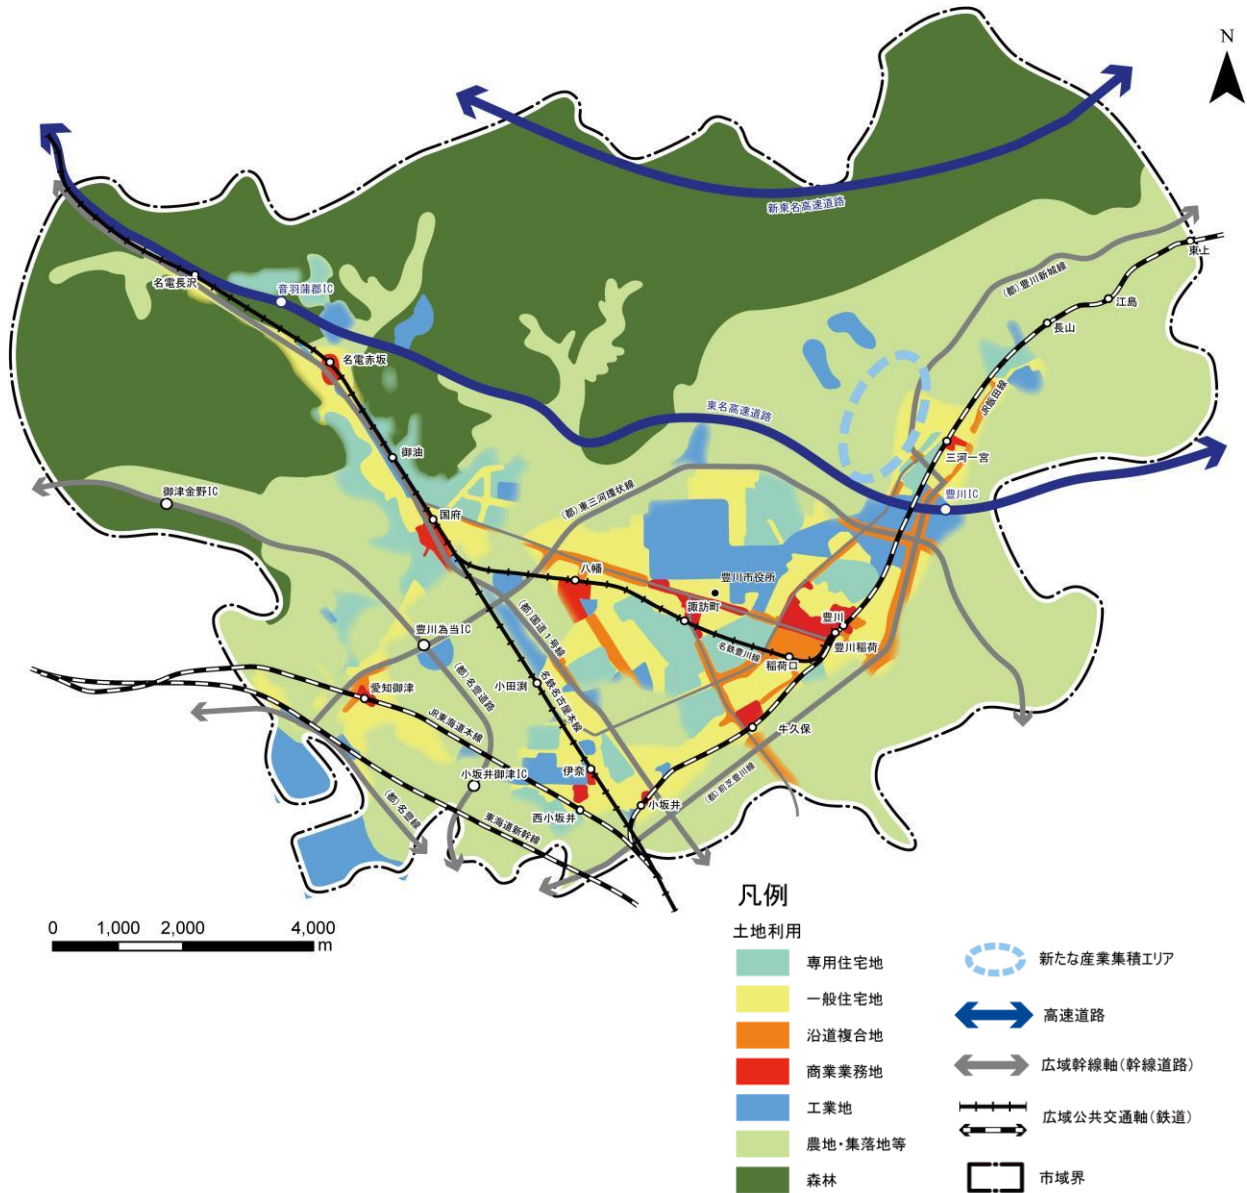 N
新東名高速道路
東上
(都)豊川新城線
名電長沢
音羽蒲郡IC
江島
長山
名電赤坂
JR飯田線
東名高速道路
御油
三河一宮
御津金野IC
豊川IC
(都)東三河環状線
国府
八幡
豊川市役所
諏訪町
豊川
豊川為当IC
(都)国道1号線
名鉄豊川線
豊川稲荷
稲荷口
小田渕
名鉄名古屋本線
(都)名豊道路
愛知御津
JR東海道本線
牛久保
伊奈
小坂井御津IC
(都)前芝豊川線
小坂井
西小坂井
(都)名豊線
東海道新幹線
0 1,000 2,000 4,000
m
凡例
土地利用
専用住宅地
一般住宅地
沿道複合地
商業業務地
工業地
農地・集落地等
森林
新たな産業集積エリア
高速道路
広域幹線軸(幹線道路)
広域公共交通軸(鉄道)
市域界